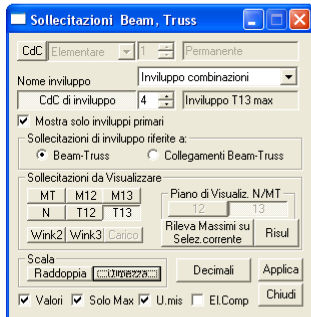 Sollecitazioni Beam, Truss
CdC Elementare 1 Permanente
Nome inviluppo Inviluppo combinazioni
CdC di inviluppo 4 Inviluppo T13 max
Mostra solo inviluppi primari
Sollecitazioni di inviluppo riferite a:
Beam-Truss Collegamenti Beam-Truss
Sollecitazioni da Visualizzare
MT M12 M13
Piano di Visualiz. N/MT
N T12 T13
12 13
Wink2 Wink3 Carico
Rileva Massimi su
Selez.corrente
Risul
Scala
Raddoppia Dimezza
Decimali Applica
Valori Solo Max U.mis El.Comp Chiudi